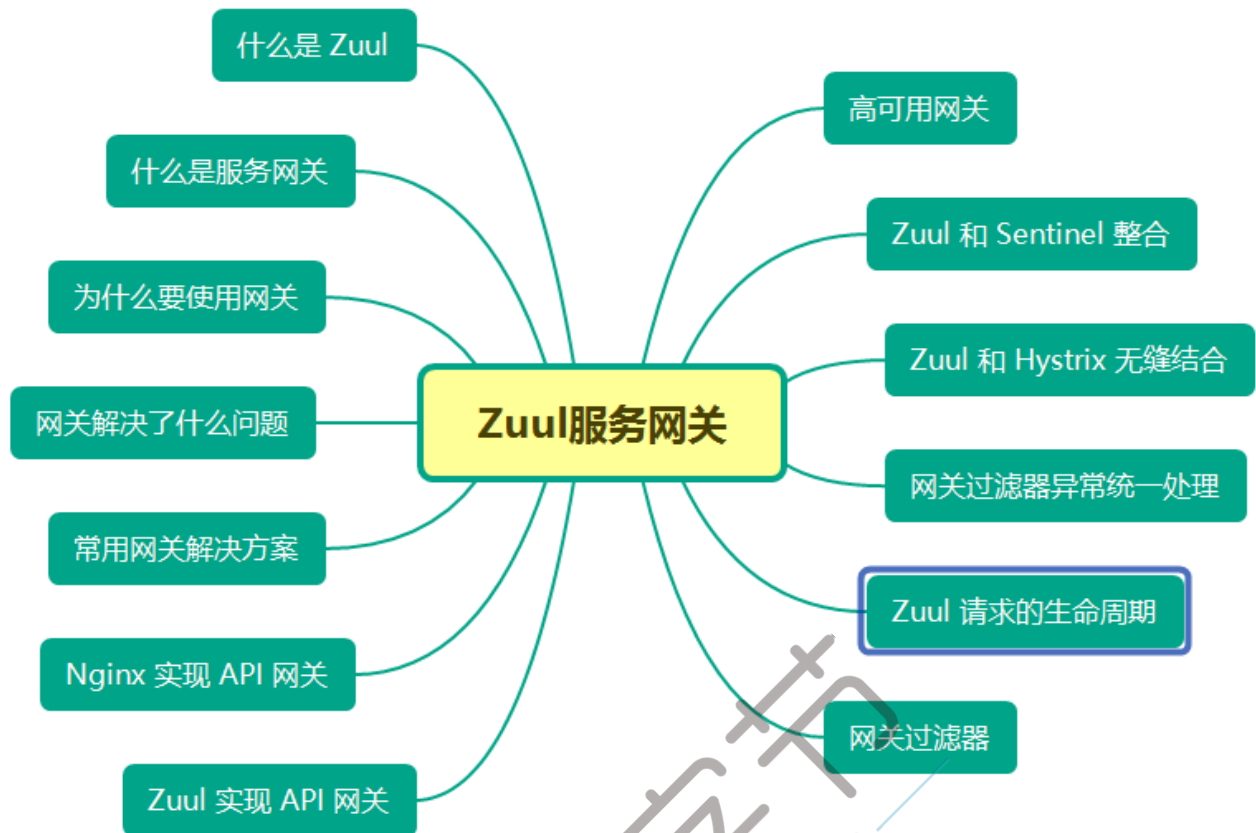 什么是 Zuul
什么是服务网关
为什么要使用网关
网关解决了什么问题
常用网关解决方案
Nginx 实现 API 网关
Zuul 实现 API 网关
Zuul服务网关
高可用网关
Zuul 和 Sentinel 整合
Zuul 和 Hystrix 无缝结合
网关过滤器异常统一处理
Zuul 请求的生命周期
网关过滤器